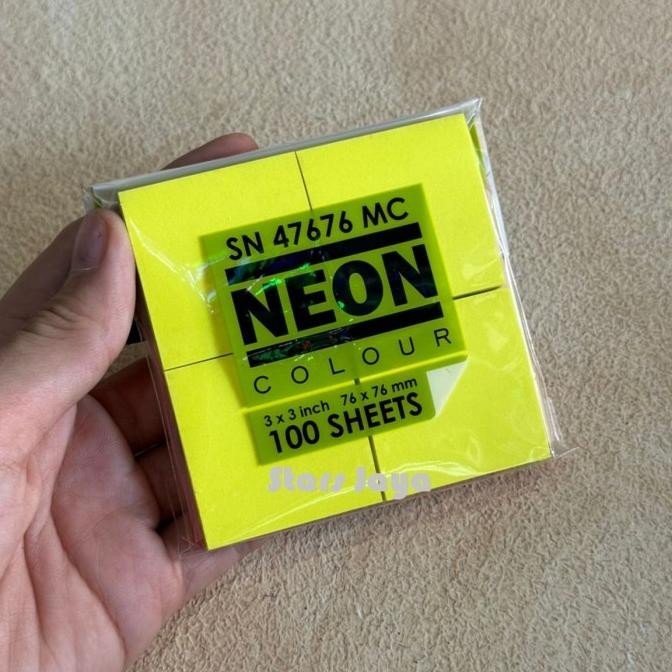 SN 47676 MC
NEON
COLOUR
3 x 3 inch 76 x 76 mm
100 SHEETS
Stars Jaya